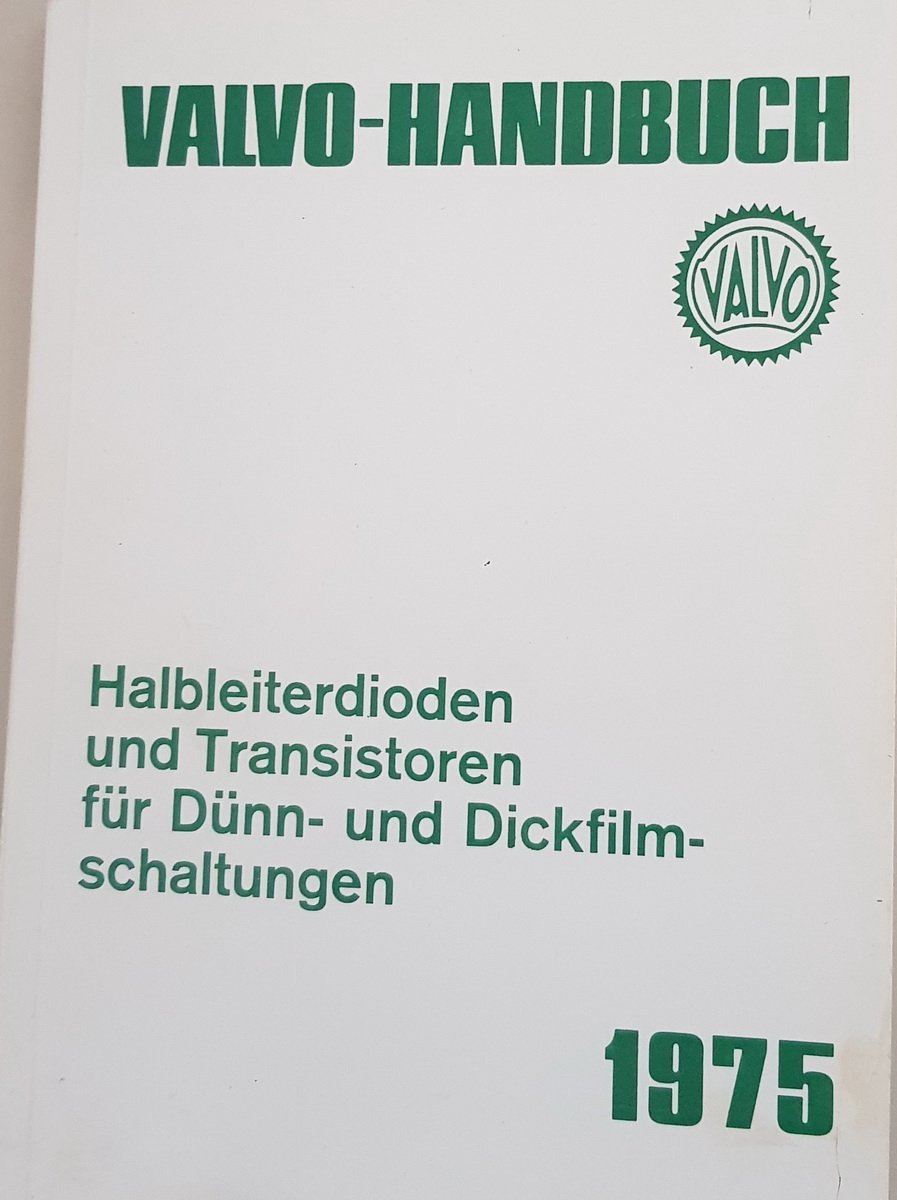 VALVO-HANDBUCH
VALVO
Halbleiterdioden
und Transistoren
für Dünn- und Dickfilm-
schaltungen
1975